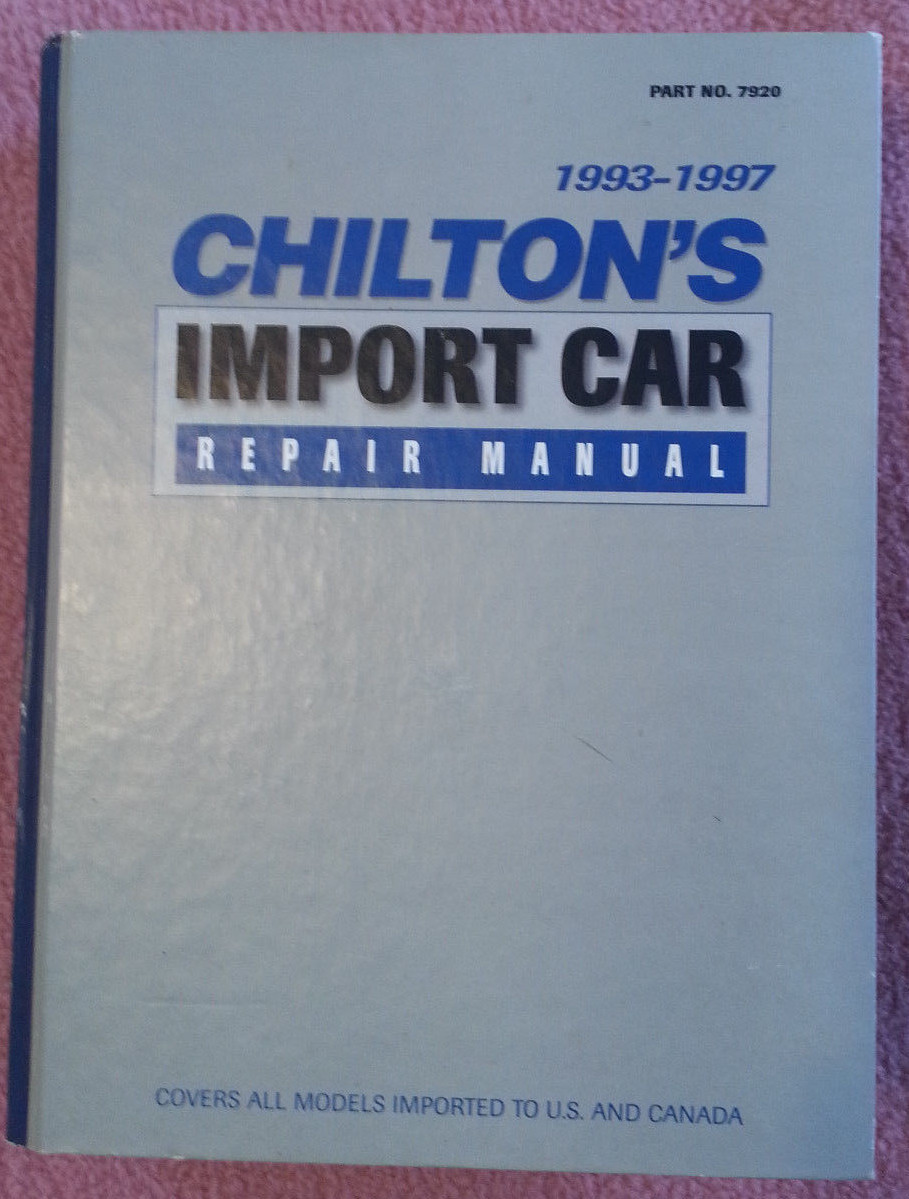 PART NO. 7920
1993-1997
CHILTON'S
IMPORT CAR
REPAIR MANUAL
COVERS ALL MODELS IMPORTED TO U.S. AND CANADA